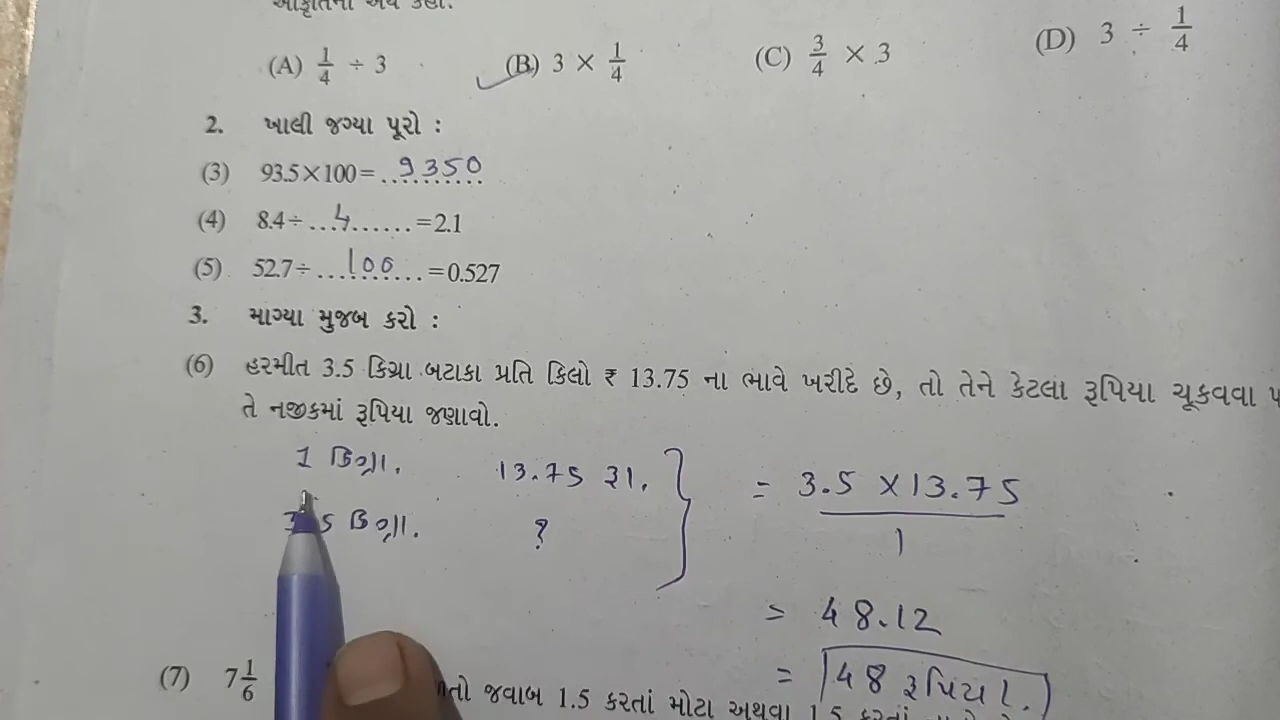 (A) 1/4 ÷ 3 (B) 3 × 1/4 (C) 3/4 × 3 (D) 3 ÷ 1/4
2. ખાલી જગ્યા પૂરો :
(3) 93.5×100= 9350
(4) 8.4÷ ...4...... =2.1
(5) 52.7÷ ...100... =0.527
3. માગ્યા મુજબ કરો :
(6) હરમીત 3.5 કિગ્રા બટાકા પ્રતિ કિલો ₹ 13.75 ના ભાવે ખરીદે છે, તો તેને કેટલા રૂપિયા ચૂકવવા
તે નજીકમાં રૂપિયા જણાવો.
1 કિગ્રા. 13.75 રૂા.
કિગ્રા. ?
= 3.5 × 13.75 / 1
= 48.12
= 48 રૂપિયા.
(7) 7 1/6 જવાબ 1.5 કરતાં મોટા અથવા 1.5 કરતાં